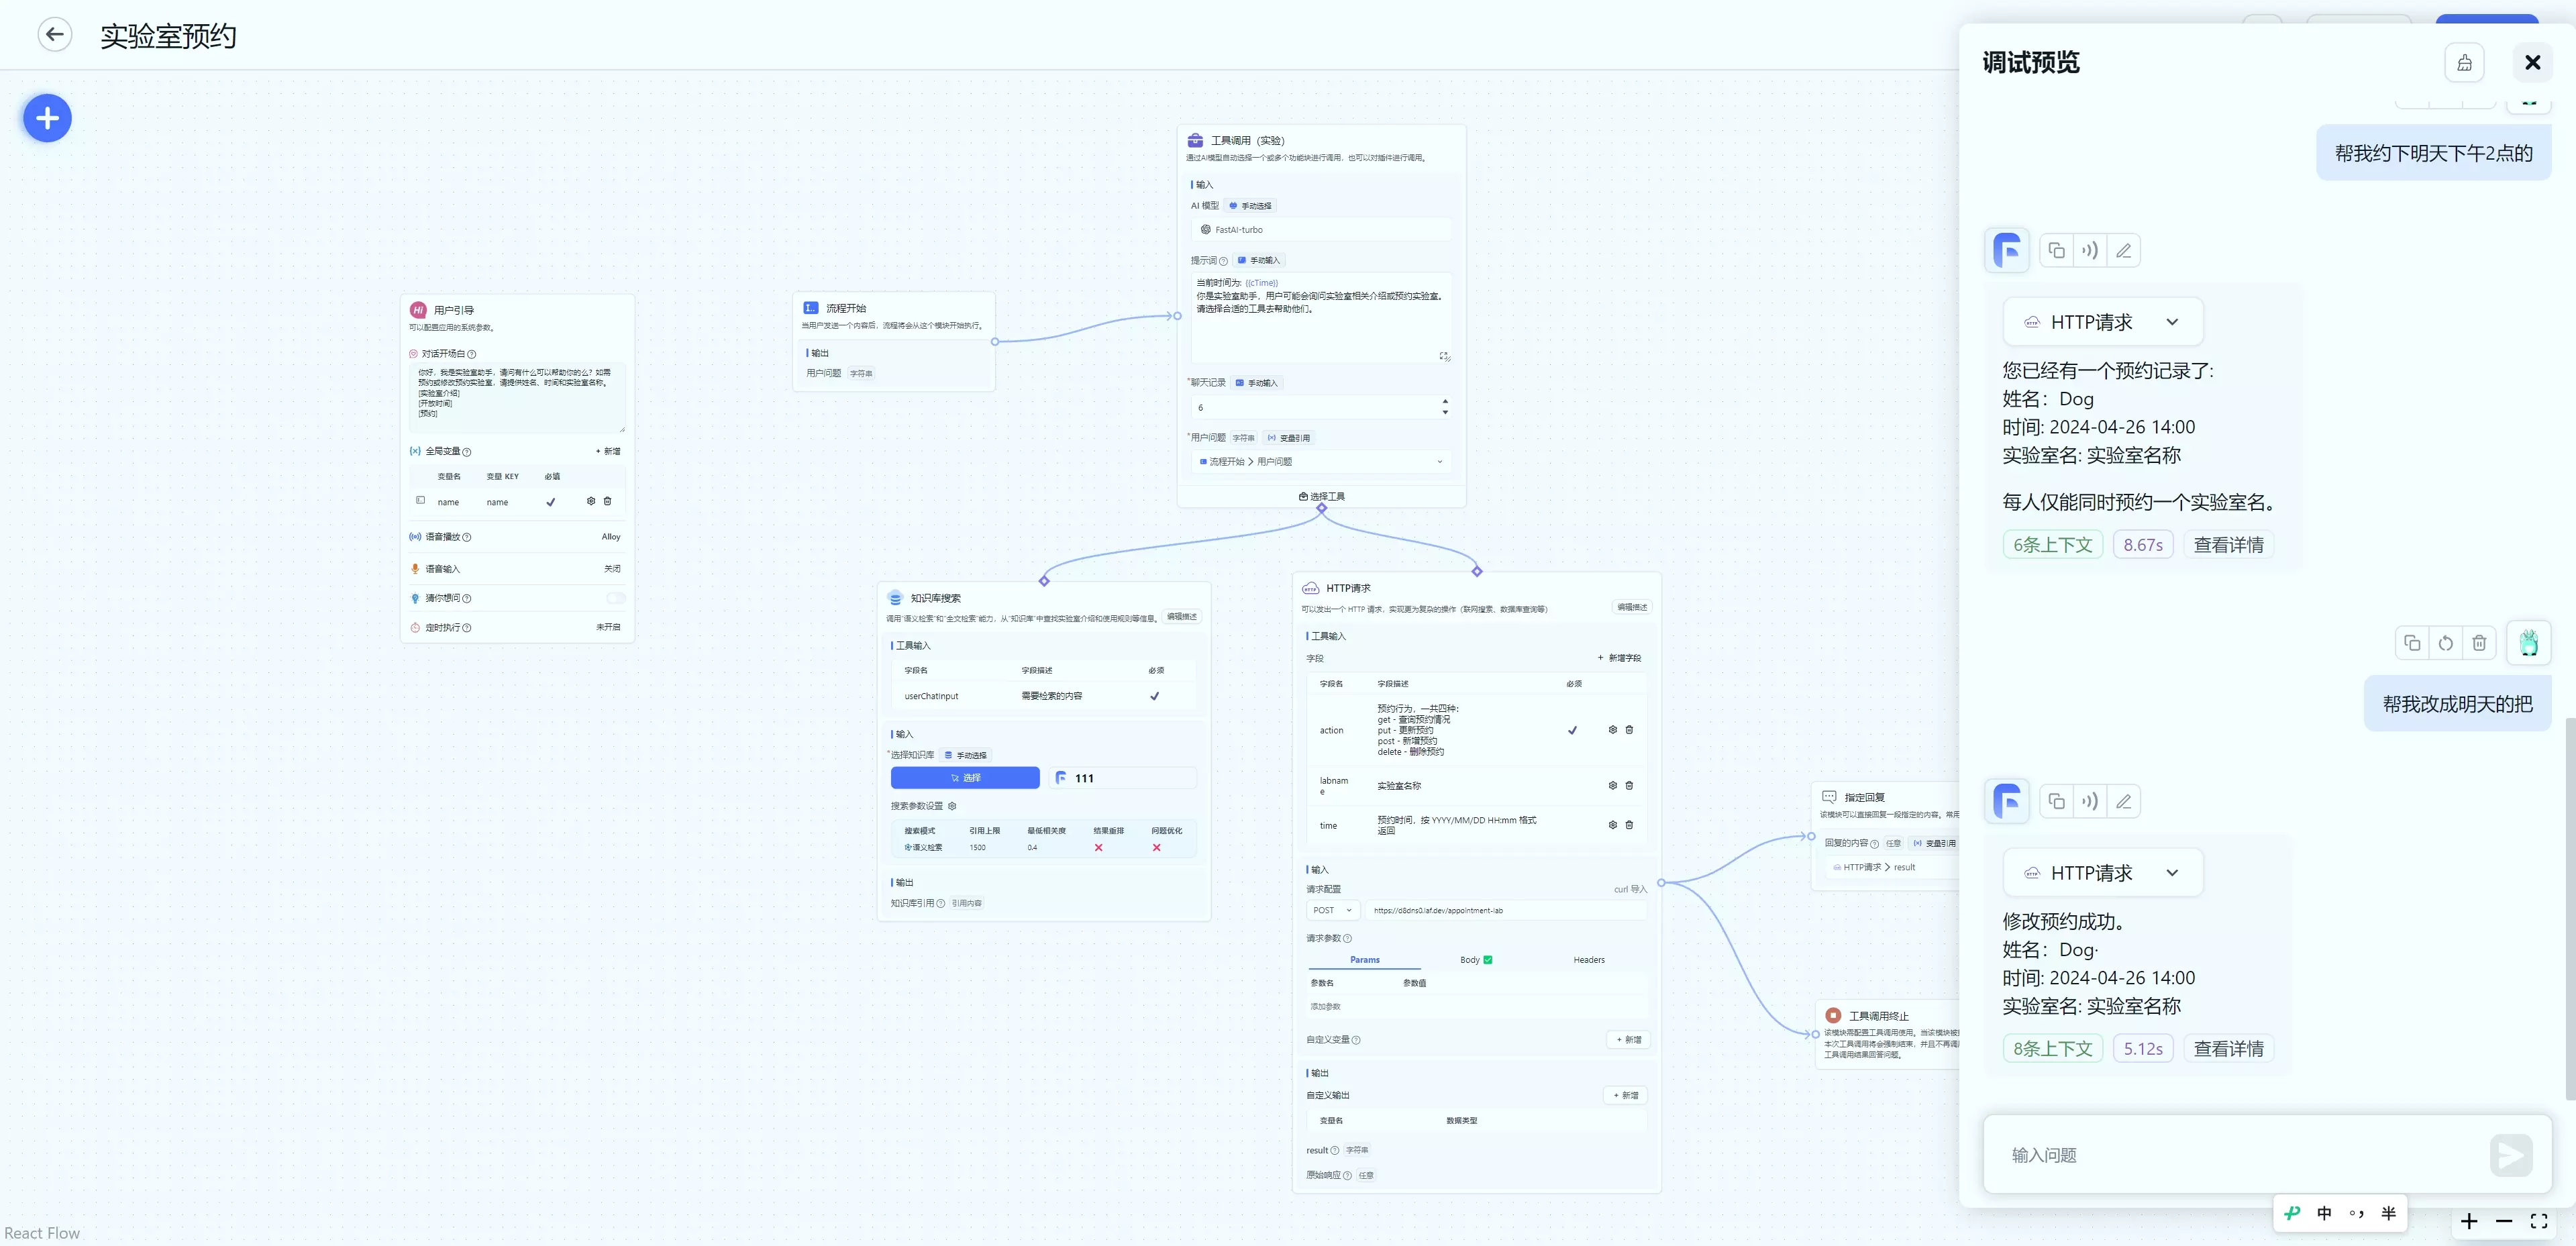 实验室预约
用户引导
可以配置应用的系统参数。
对话开场白
你好，我是实验室助手，请问有什么可以帮助你的么？如需
预约或修改预约实验室，请提供姓名、时间和实验室名称。
[实验室介绍]
[开放时间]
[预约]
全局变量
+ 新增
变量名 变量 KEY 必填
name name
语音播放
Alloy
语音输入
关闭
猜你想问
定时执行
未开启
流程开始
当用户发送一个内容后，流程将会从这个模块开始执行。
输出
用户问题 字符串
工具调用（实验）
通过AI模型自动选择一个或多个功能块进行调用，也可以对插件进行调用。
输入
AI 模型 手动选择
FastAI-turbo
提示词 手动输入
当前时间为: {{cTime}}
你是实验室助手，用户可能会询问实验室相关介绍或预约实验室。
请选择合适的工具去帮助他们。
*聊天记录 手动输入
6
*用户问题 字符串 变量引用
流程开始 > 用户问题
选择工具
知识库搜索
调用“语义检索”和“全文检索”能力，从“知识库”中查找实验室介绍和使用规则等信息。
编辑描述
工具输入
字段名 字段描述 必须
userChatInput 需要检索的内容
输入
*选择知识库 手动选择
选择
111
搜索参数设置
搜索模式 引用上限 最低相关度 结果重排 问题优化
语义检索 1500 0.4
输出
知识库引用 引用内容
HTTP请求
可以发出一个 HTTP 请求，实现更为复杂的操作（联网搜索、数据库查询等）
编辑描述
工具输入
字段
+ 新增字段
字段名 字段描述 必须
action
预约行为，一共四种：
get - 查询预约情况
put - 更新预约
post - 新增预约
delete - 删除预约
labnam
e
实验室名称
time
预约时间，按 YYYY/MM/DD HH:mm 格式
返回
输入
请求配置
curl 导入
POST
https://d8dns0.laf.dev/appointment-lab
请求参数
Params Body Headers
参数名 参数值
添加参数
自定义变量
+ 新增
输出
自定义输出
+ 新增
变量名 数据类型
result 字符串
原始响应 任意
指定回复
该模块可以直接回复一段指定的内容。常用
回复的内容 任意 变量引用
HTTP请求 > result
工具调用终止
该模块需配置工具调用使用。当该模块被
本次工具调用将会强制结束，并且不再调
工具调用结果回答问题。
调试预览
帮我约下明天下午2点的
HTTP请求
您已经有一个预约记录了:
姓名：Dog
时间: 2024-04-26 14:00
实验室名: 实验室名称
每人仅能同时预约一个实验室名。
6条上下文 8.67s 查看详情
帮我改成明天的把
HTTP请求
修改预约成功。
姓名：Dog·
时间: 2024-04-26 14:00
实验室名: 实验室名称
8条上下文 5.12s 查看详情
输入问题
中 °, 半
React Flow